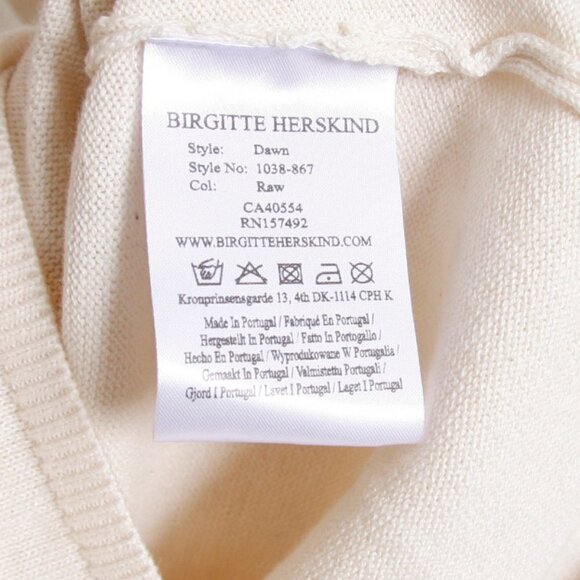 BIRGITTE HERSKIND
Style: Dawn
Style No: 1038-867
Col: Raw
CA40554
RN157492
WWW.BIRGITTEHERSKIND.COM
Kronprinsensgarde 13, 4th DK-1114 CPH K
Made In Portugal / Fabriqué En Portugal /
Hergestellt In Portugal / Fatto In Portogallo /
Hecho En Portugal / Wyprodukowane W Portugalia /
Gemaakt In Portugal / Valmistettu Portugali /
Gjord I Portugal / Lavet I Portugal / Laget I Portugal